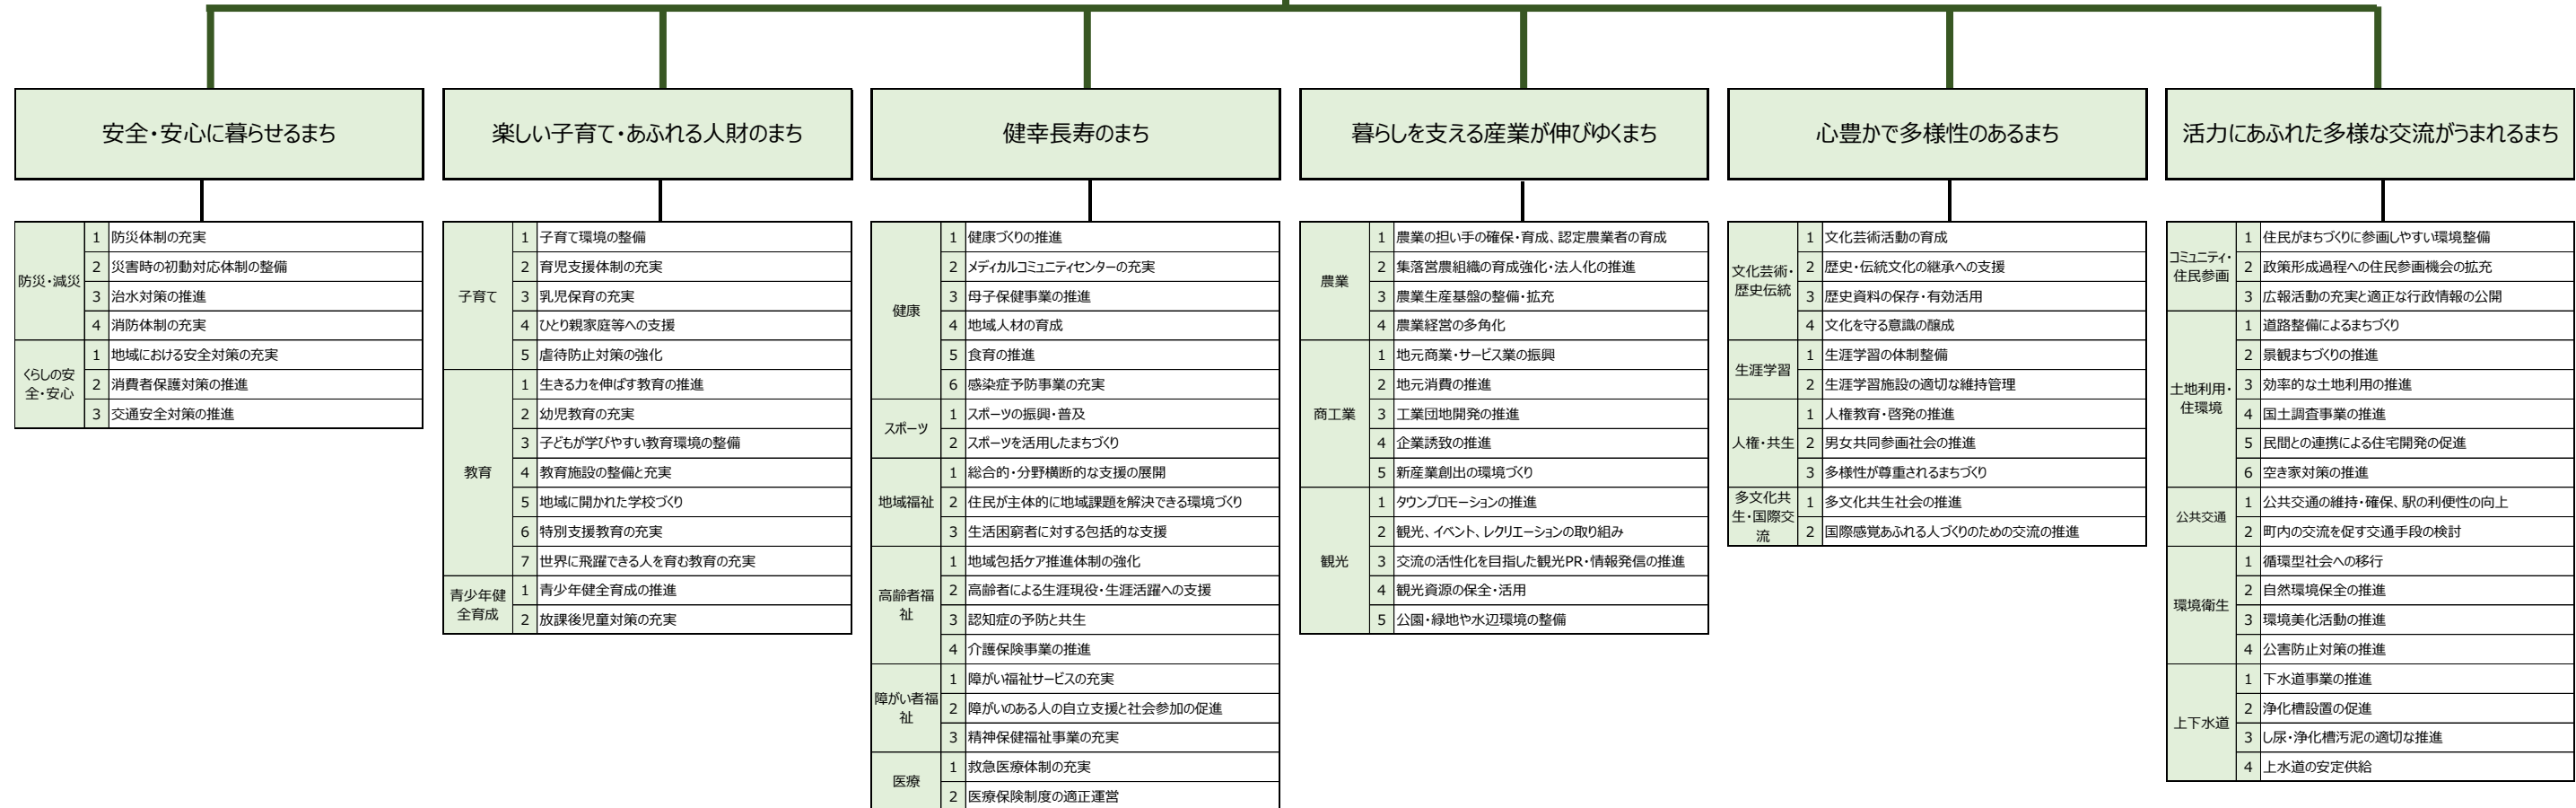 安全・安心に暮らせるまち
防災・減災
1 防災体制の充実
2 災害時の初動対応体制の整備
3 治水対策の推進
4 消防体制の充実
くらしの安
全・安心
1 地域における安全対策の充実
2 消費者保護対策の推進
3 交通安全対策の推進
楽しい子育て・あふれる人財のまち
子育て
1 子育て環境の整備
2 育児支援体制の充実
3 乳児保育の充実
4 ひとり親家庭等への支援
5 虐待防止対策の強化
教育
1 生きる力を伸ばす教育の推進
2 幼児教育の充実
3 子どもが学びやすい教育環境の整備
4 教育施設の整備と充実
5 地域に開かれた学校づくり
6 特別支援教育の充実
7 世界に飛躍できる人を育む教育の充実
青少年健
全育成
1 青少年健全育成の推進
2 放課後児童対策の充実
健幸長寿のまち
健康
1 健康づくりの推進
2 メディカルコミュニティセンターの充実
3 母子保健事業の推進
4 地域人材の育成
5 食育の推進
6 感染症予防事業の充実
スポーツ
1 スポーツの振興・普及
2 スポーツを活用したまちづくり
地域福祉
1 総合的・分野横断的な支援の展開
2 住民が主体的に地域課題を解決できる環境づくり
3 生活困窮者に対する包括的な支援
高齢者福
祉
1 地域包括ケア推進体制の強化
2 高齢者による生涯現役・生涯活躍への支援
3 認知症の予防と共生
4 介護保険事業の推進
障がい者福
祉
1 障がい福祉サービスの充実
2 障がいのある人の自立支援と社会参加の促進
3 精神保健福祉事業の充実
医療
1 救急医療体制の充実
2 医療保険制度の適正運営
暮らしを支える産業が伸びゆくまち
農業
1 農業の担い手の確保・育成、認定農業者の育成
2 集落営農組織の育成強化・法人化の推進
3 農業生産基盤の整備・拡充
4 農業経営の多角化
商工業
1 地元商業・サービス業の振興
2 地元消費の推進
3 工業団地開発の推進
4 企業誘致の推進
5 新産業創出の環境づくり
観光
1 タウンプロモーションの推進
2 観光、イベント、レクリエーションの取り組み
3 交流の活性化を目指した観光PR・情報発信の推進
4 観光資源の保全・活用
5 公園・緑地や水辺環境の整備
心豊かで多様性のあるまち
文化芸術・
歴史伝統
1 文化芸術活動の育成
2 歴史・伝統文化の継承への支援
3 歴史資料の保存・有効活用
4 文化を守る意識の醸成
生涯学習
1 生涯学習の体制整備
2 生涯学習施設の適切な維持管理
人権・共生
1 人権教育・啓発の推進
2 男女共同参画社会の推進
3 多様性が尊重されるまちづくり
多文化共
生・国際交
流
1 多文化共生社会の推進
2 国際感覚あふれる人づくりのための交流の推進
活力にあふれた多様な交流がうまれるまち
コミュニティ・
住民参画
1 住民がまちづくりに参画しやすい環境整備
2 政策形成過程への住民参画機会の拡充
3 広報活動の充実と適正な行政情報の公開
土地利用・
住環境
1 道路整備によるまちづくり
2 景観まちづくりの推進
3 効率的な土地利用の推進
4 国土調査事業の推進
5 民間との連携による住宅開発の促進
6 空き家対策の推進
公共交通
1 公共交通の維持・確保、駅の利便性の向上
2 町内の交流を促す交通手段の検討
環境衛生
1 循環型社会への移行
2 自然環境保全の推進
3 環境美化活動の推進
4 公害防止対策の推進
上下水道
1 下水道事業の推進
2 浄化槽設置の促進
3 し尿・浄化槽汚泥の適切な推進
4 上水道の安定供給